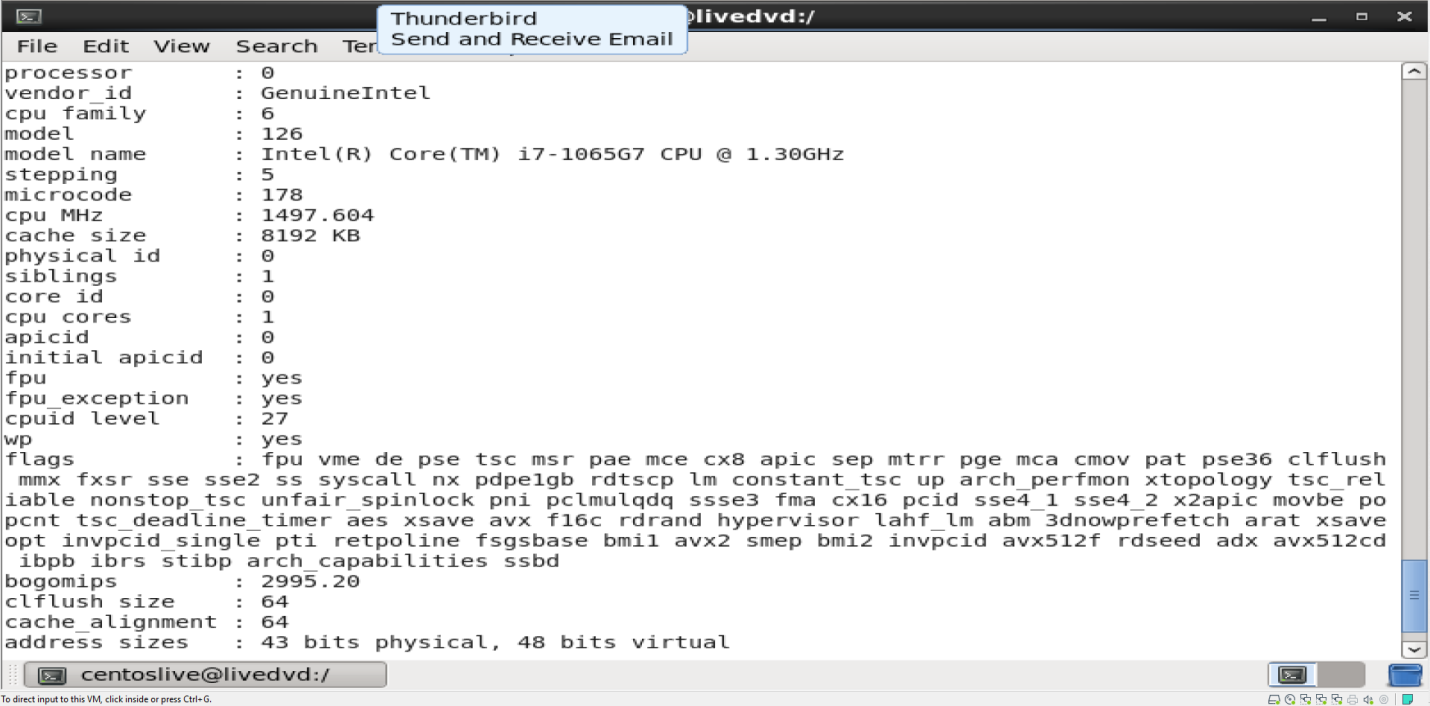 Thunderbird
Send and Receive Email
livedvd:/
File Edit View Search
processor : 0
vendor_id : GenuineIntel
cpu family : 6
model : 126
model name : Intel(R) Core(TM) i7-1065G7 CPU @ 1.30GHz
stepping : 5
microcode : 178
cpu MHz : 1497.604
cache size : 8192 KB
physical id : 0
siblings : 1
core id : 0
cpu cores : 1
apicid : 0
initial apicid : 0
fpu : yes
fpu_exception : yes
cpuid level : 27
wp : yes
flags : fpu vme de pse tsc msr pae mce cx8 apic sep mtrr pge mca cmov pat pse36 clflush
mmx fxsr sse sse2 ss syscall nx pdpe1gb rdtscp lm constant_tsc up arch_perfmon xtopology tsc_rel
iable nonstop_tsc unfair_spinlock pni pclmulqdq ssse3 fma cx16 pcid sse4_1 sse4_2 x2apic movbe po
pcnt tsc_deadline_timer aes xsave avx f16c rdrand hypervisor lahf_lm abm 3dnowprefetch arat xsave
opt invpcid_single pti retpoline fsgsbase bmi1 avx2 smep bmi2 invpcid avx512f rdseed adx avx512cd
ibpb ibrs stibp arch_capabilities ssbd
bogomips : 2995.20
clflush size : 64
cache_alignment : 64
address sizes : 43 bits physical, 48 bits virtual
centoslive@livedvd:/
To direct input to this VM, click inside or press Ctrl+G.